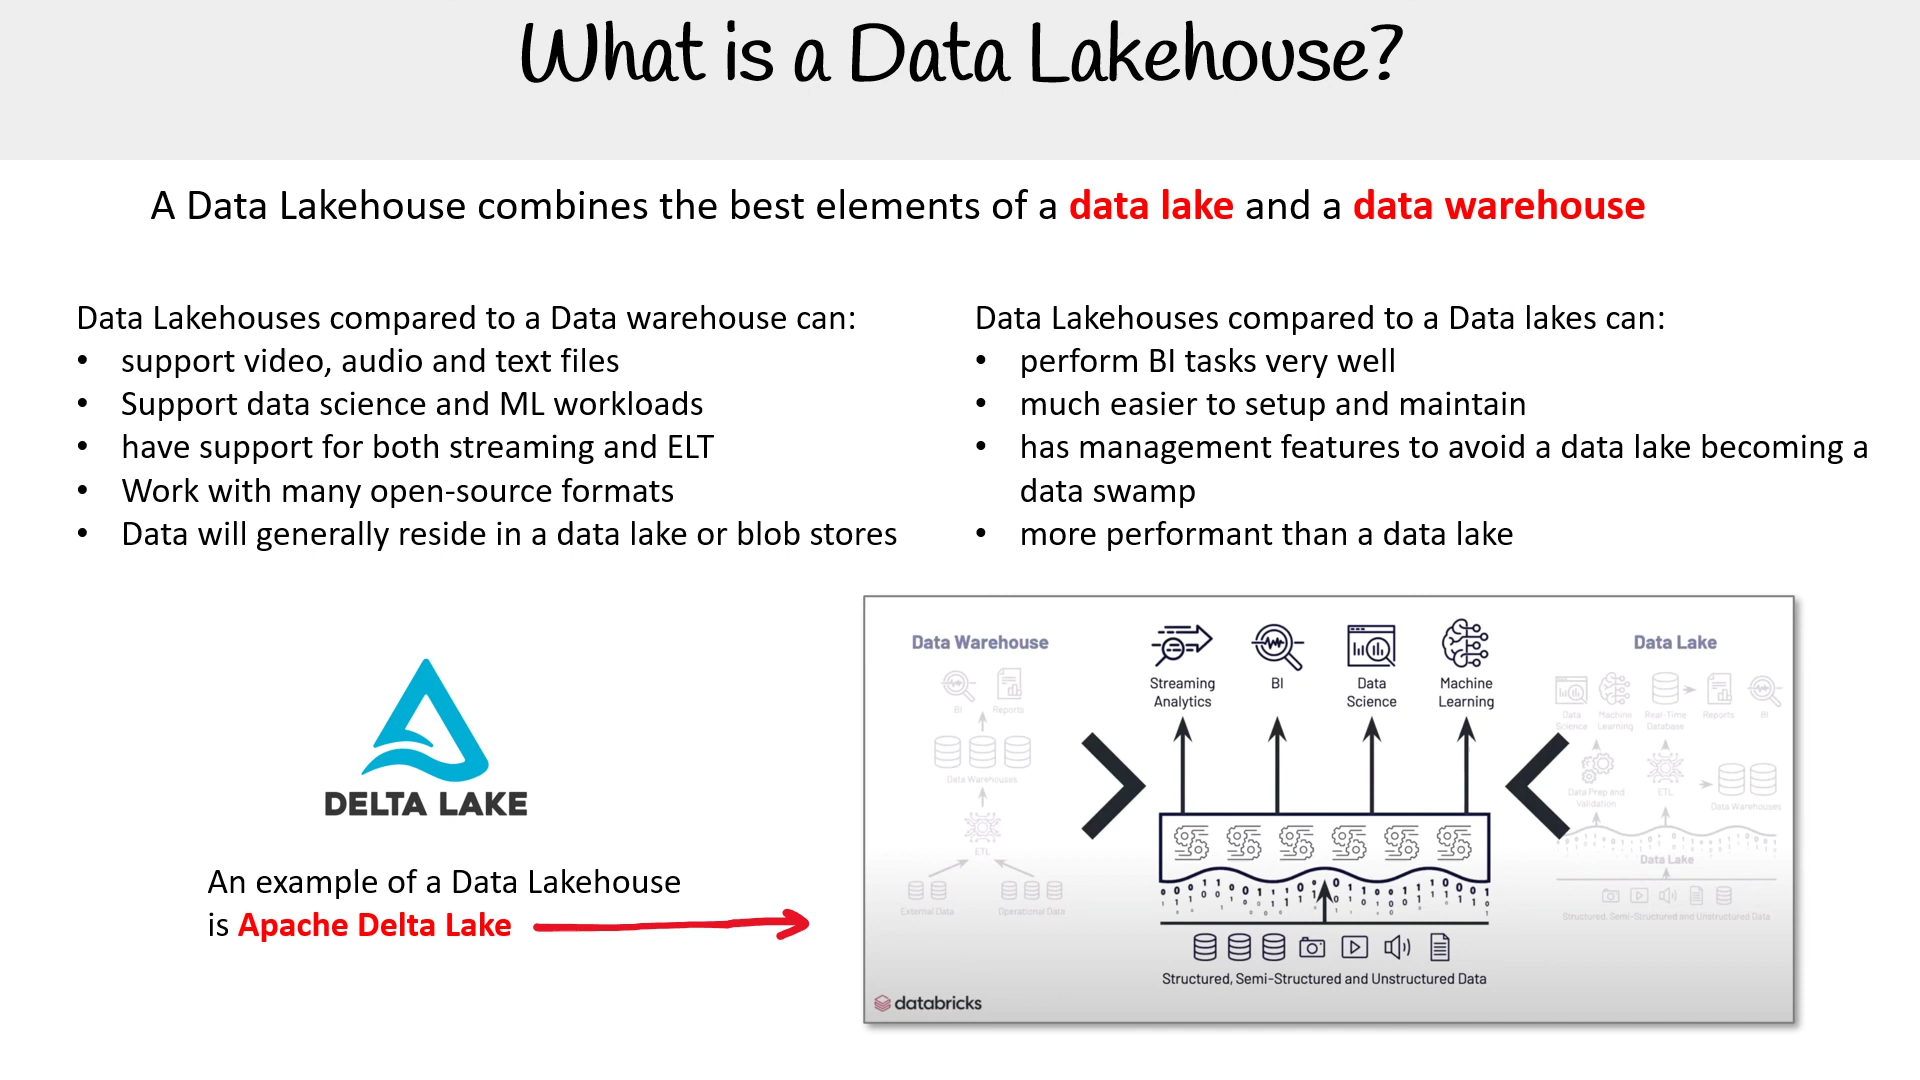 What is a Data Lakehouse?
A Data Lakehouse combines the best elements of a data lake and a data warehouse
Data Lakehouses compared to a Data warehouse can:
• support video, audio and text files
• Support data science and ML workloads
• have support for both streaming and ELT
• Work with many open-source formats
• Data will generally reside in a data lake or blob stores
Data Lakehouses compared to a Data lakes can:
• perform BI tasks very well
• much easier to setup and maintain
• has management features to avoid a data lake becoming a
data swamp
• more performant than a data lake
DELTA LAKE
An example of a Data Lakehouse
is Apache Delta Lake
Data Warehouse
BI Reports
Data Warehouses
ETL
External Data Operational Data
Streaming
Analytics
BI
Data
Science
Machine
Learning
Structured, Semi-Structured and Unstructured Data
Data Lake
Data
Science
Machine
Learning
Real-Time
Database
Reports
BI
Data Prep and
Validation
ETL
Data Warehouses
Data Lake
Structured, Semi-Structured and Unstructured Data
databricks